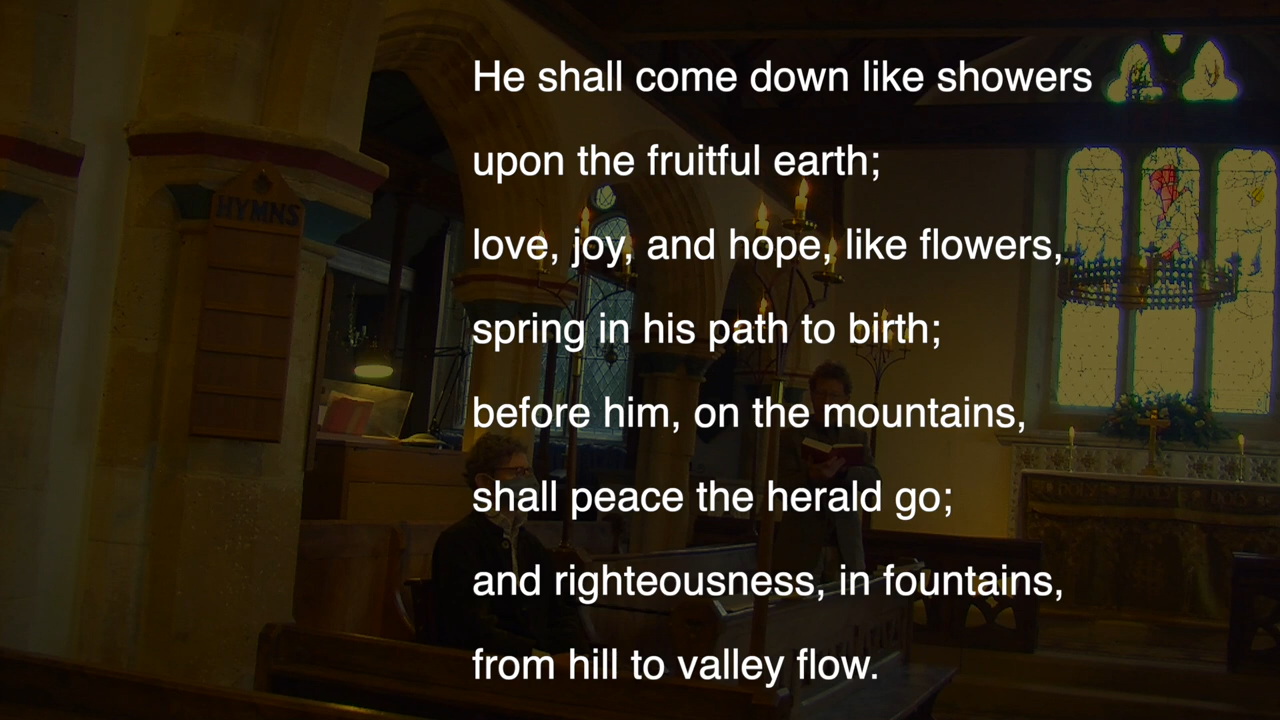 He shall come down like showers
upon the fruitful earth;
love, joy, and hope, like flowers,
spring in his path to birth;
before him, on the mountains,
shall peace the herald go;
and righteousness, in fountains,
from hill to valley flow.
HYMNS